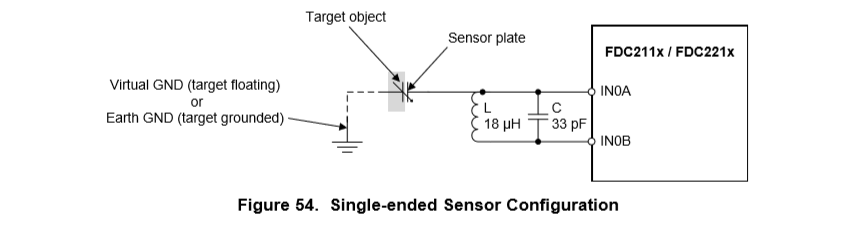 Target object
Sensor plate
FDC211x / FDC221x
Virtual GND (target floating)
or
Earth GND (target grounded)
IN0A
L
18 µH
C
33 pF
IN0B
Figure 54. Single-ended Sensor Configuration